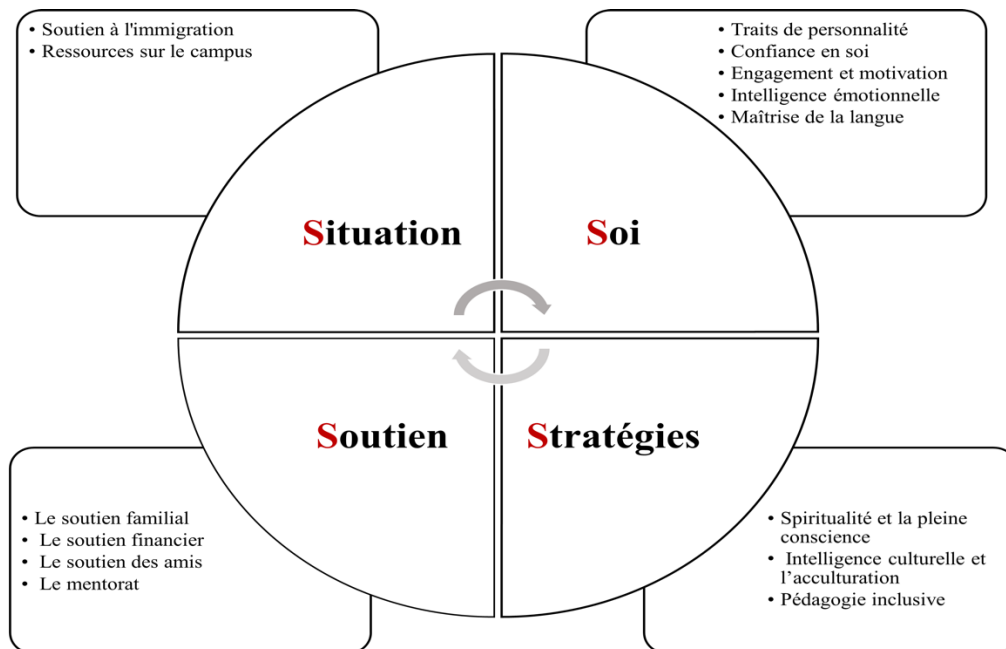 • Soutien à l'immigration
• Ressources sur le campus
• Traits de personnalité
• Confiance en soi
• Engagement et motivation
• Intelligence émotionnelle
• Maîtrise de la langue
Situation
Soi
Soutien
Stratégies
• Le soutien familial
• Le soutien financier
• Le soutien des amis
• Le mentorat
• Spiritualité et la pleine
conscience
• Intelligence culturelle et
l’acculturation
• Pédagogie inclusive